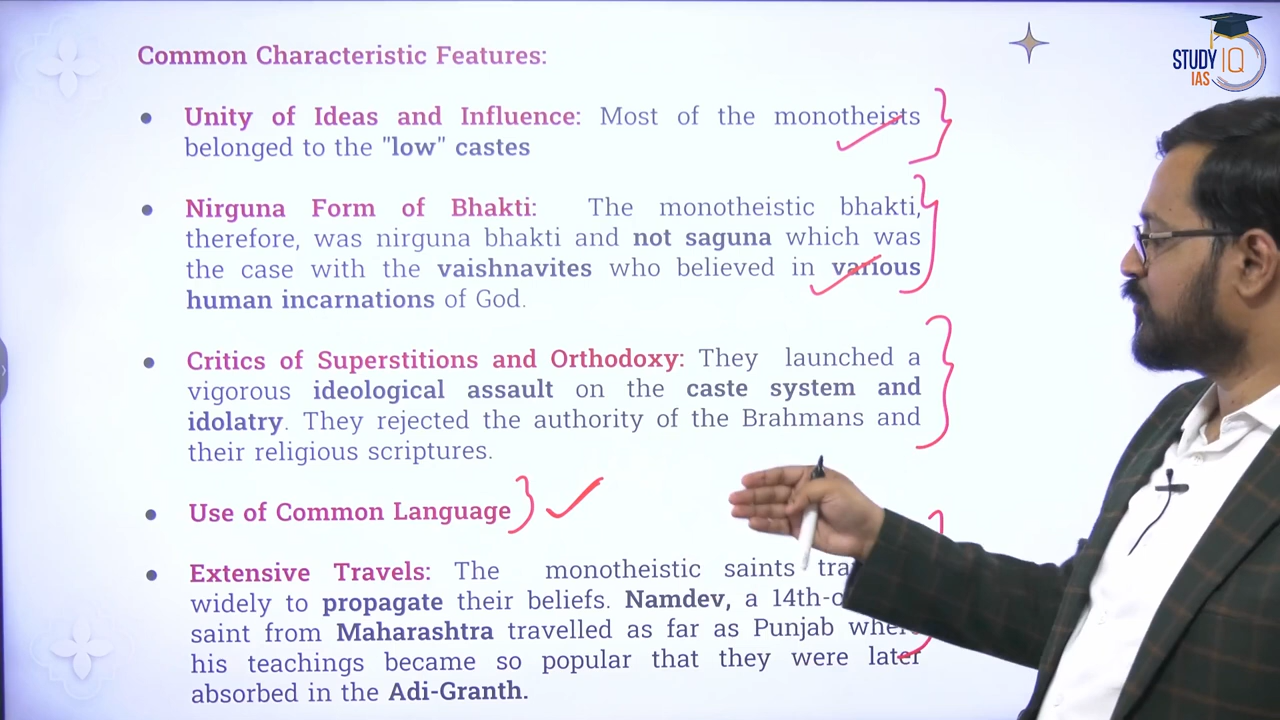 Common Characteristic Features:
STUDY IQ
IAS
• Unity of Ideas and Influence: Most of the monotheists
belonged to the "low" castes
• Nirguna Form of Bhakti: The monotheistic bhakti,
therefore, was nirguna bhakti and not saguna which was
the case with the vaishnavites who believed in various
human incarnations of God.
• Critics of Superstitions and Orthodoxy: They launched a
vigorous ideological assault on the caste system and
idolatry. They rejected the authority of the Brahmans and
their religious scriptures.
• Use of Common Language
• Extensive Travels: The monotheistic saints
widely to propagate their beliefs. Namdev, a
saint from Maharashtra travelled as far as Punjab where
his teachings became so popular that they were later
absorbed in the Adi-Granth.